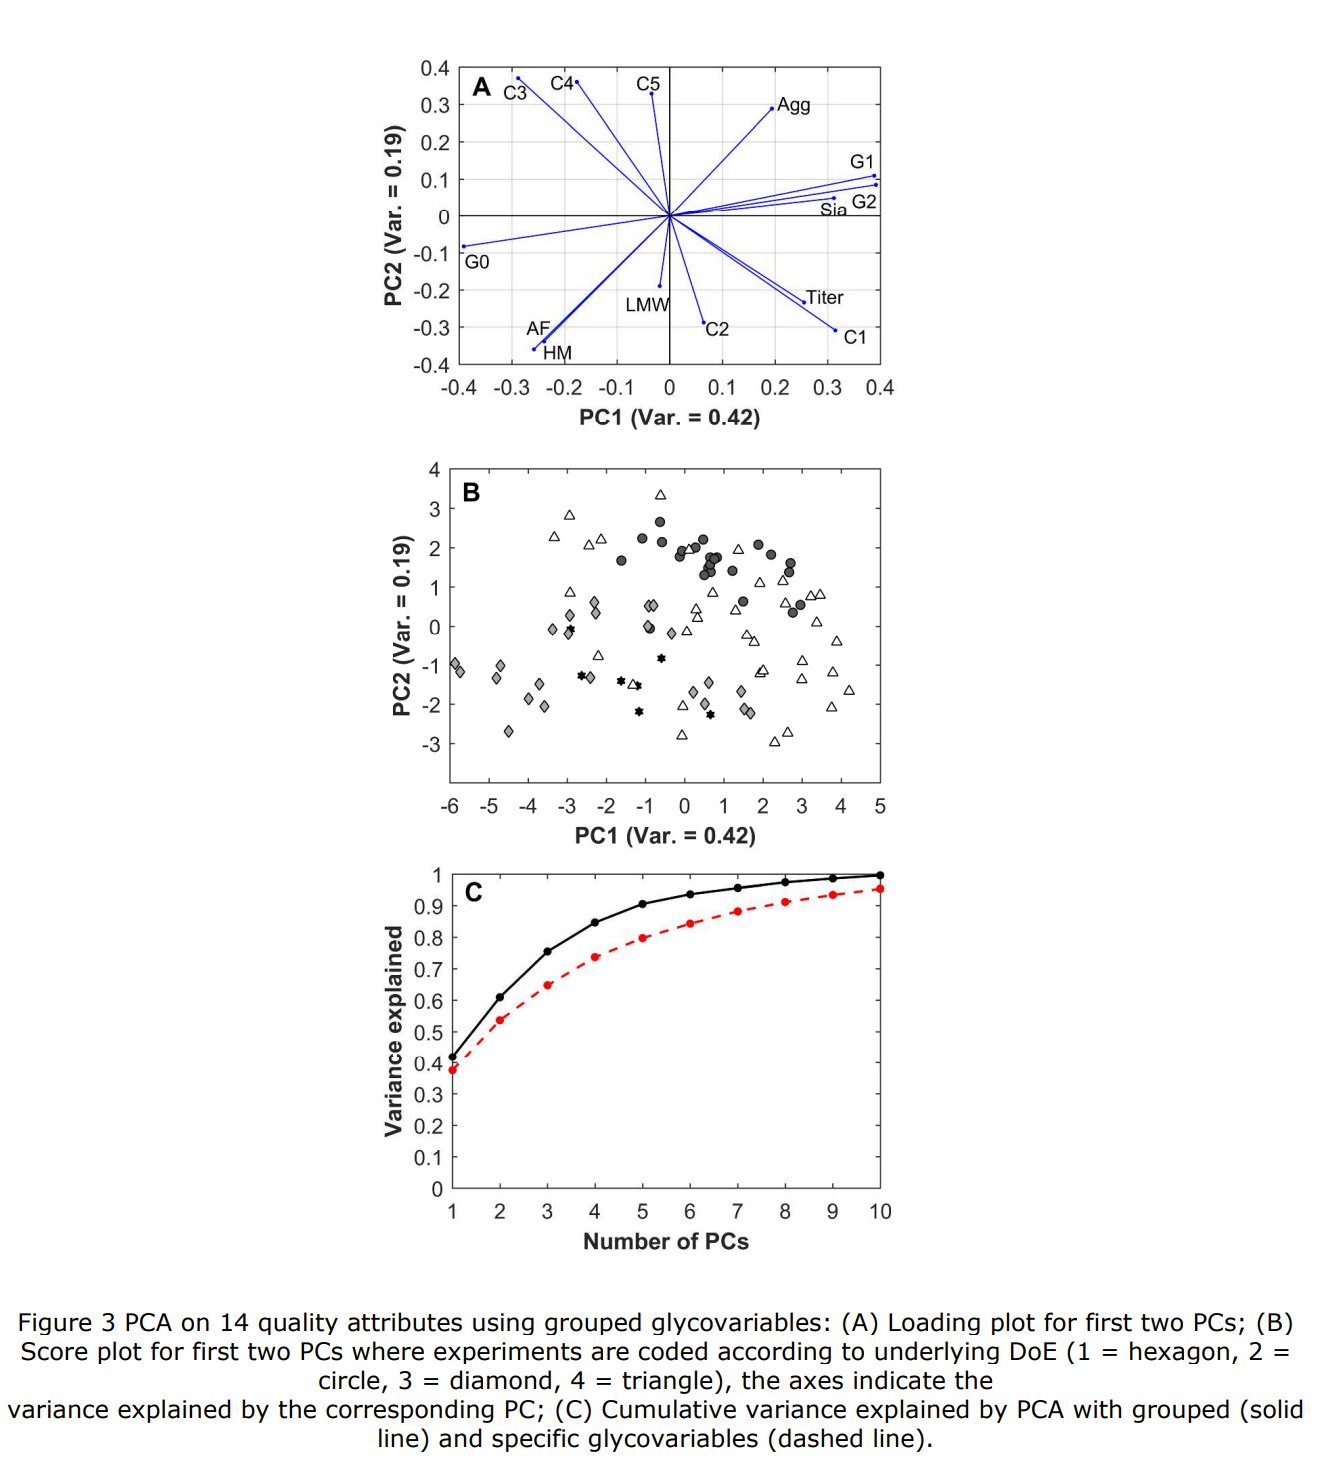 A
0.4
0.3
0.2
0.1
0
-0.1
-0.2
-0.3
-0.4
PC2 (Var. = 0.19)
C3
C4
C5
Agg
G1
G2
Sia
G0
LMW
Titer
C2
C1
AF
HM
-0.4 -0.3 -0.2 -0.1 0 0.1 0.2 0.3 0.4
PC1 (Var. = 0.42)
B
4
3
2
1
0
-1
-2
-3
PC2 (Var. = 0.19)
-6 -5 -4 -3 -2 -1 0 1 2 3 4 5
PC1 (Var. = 0.42)
C
1
0.9
0.8
0.7
0.6
0.5
0.4
0.3
0.2
0.1
0
Variance explained
1 2 3 4 5 6 7 8 9 10
Number of PCs
Figure 3 PCA on 14 quality attributes using grouped glycovariables: (A) Loading plot for first two PCs; (B)
Score plot for first two PCs where experiments are coded according to underlying DoE (1 = hexagon, 2 =
circle, 3 = diamond, 4 = triangle), the axes indicate the
variance explained by the corresponding PC; (C) Cumulative variance explained by PCA with grouped (solid
line) and specific glycovariables (dashed line).